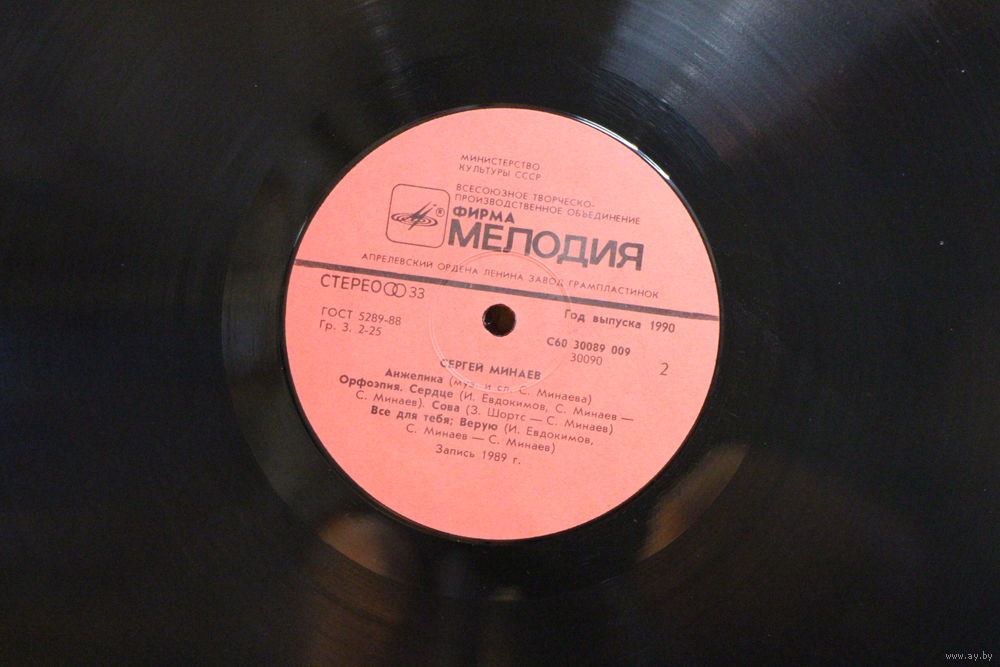 МИНИСТЕРСТВО
КУЛЬТУРЫ СССР
ВСЕСОЮЗНОЕ ТВОРЧЕСКО-
ПРОИЗВОДСТВЕННОЕ ОБЪЕДИНЕНИЕ
®
ФИРМА
МЕЛОДИЯ
АПРЕЛЕВСКИЙ ОРДЕНА ЛЕНИНА ЗАВОД ГРАМПЛАСТИНОК
СТЕРЕО 33
Год выпуска 1990
ГОСТ 5289-88
Гр. 3. 2-25
С60 30089 009
30090
2
СЕРГЕЙ МИНАЕВ
Анжелика (муз. и сл. С. Минаева)
Орфоэпия. Сердце (И. Евдокимов, С. Минаев —
С. Минаев). Сова (З. Шортс — С. Минаев)
Все для тебя; Верую (И. Евдокимов,
С. Минаев — С. Минаев)
Запись 1989 г.
www.ay.by